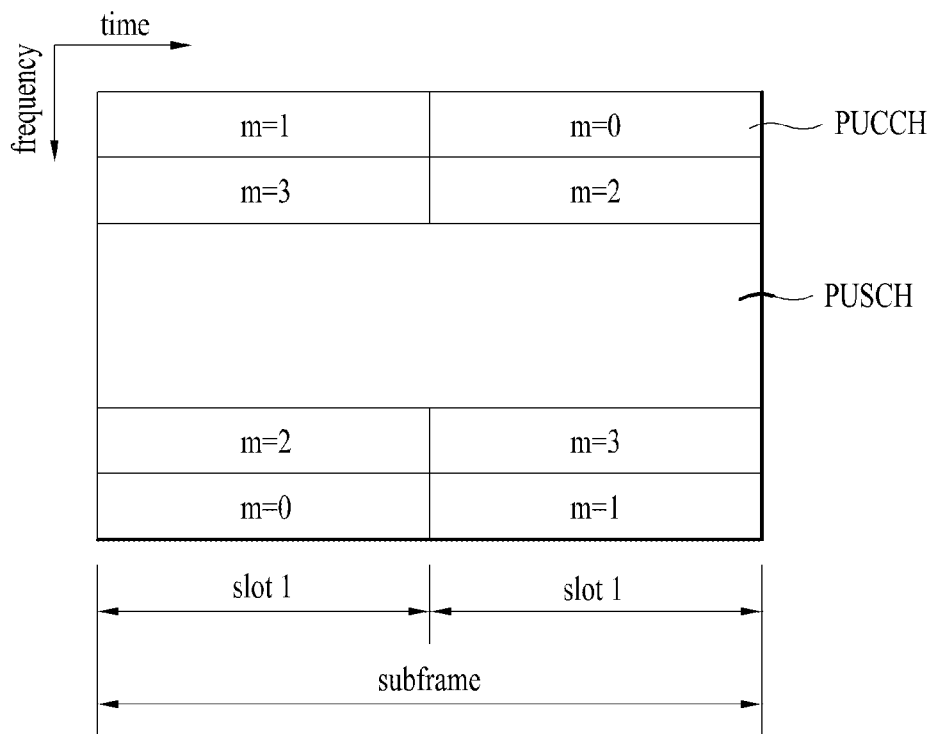 time
frequency
m=1 m=0 PUCCH
m=3 m=2
PUSCH
m=2 m=3
m=0 m=1
slot 1 slot 1
subframe